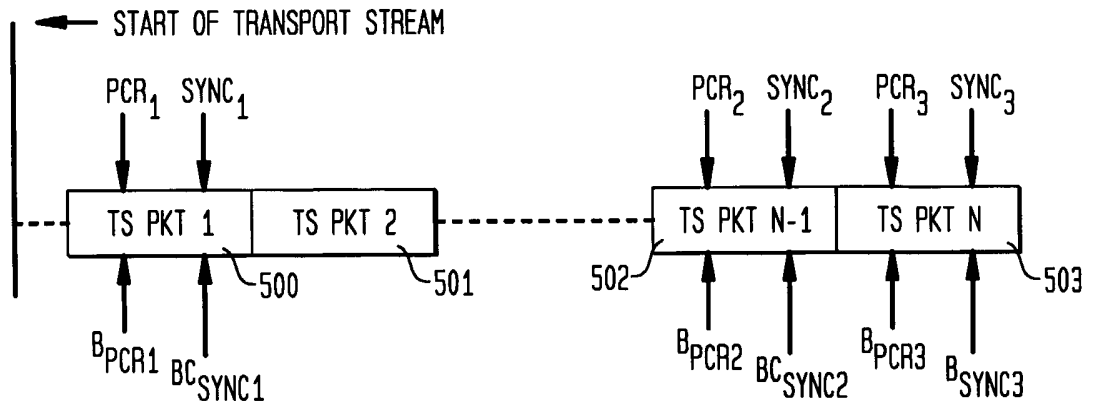 START OF TRANSPORT STREAM
PCR1 SYNC1 PCR2 SYNC2 PCR3 SYNC3
TS PKT 1 TS PKT 2 TS PKT N-1 TS PKT N
500 501 502 503
BPCR1 BCSYNC1 BPCR2 BCSYNC2 BPCR3 BSYNC3